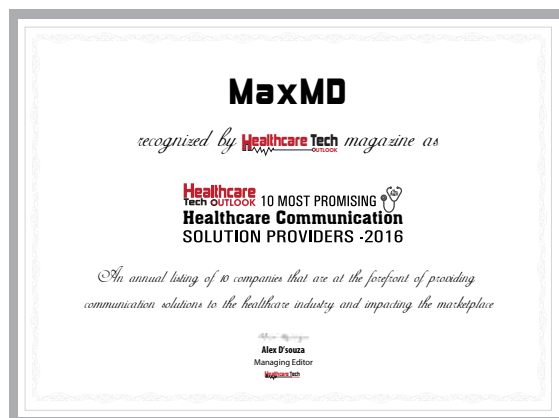 MaxMD
recognized by Healthcare Tech OUTLOOK magazine as
Healthcare
Tech OUTLOOK 10 MOST PROMISING
Healthcare Communication
SOLUTION PROVIDERS -2016
An annual listing of 10 companies that are at the forefront of providing
communication solutions to the healthcare industry and impacting the marketplace
Alex D'souza
Managing Editor
Healthcare Tech